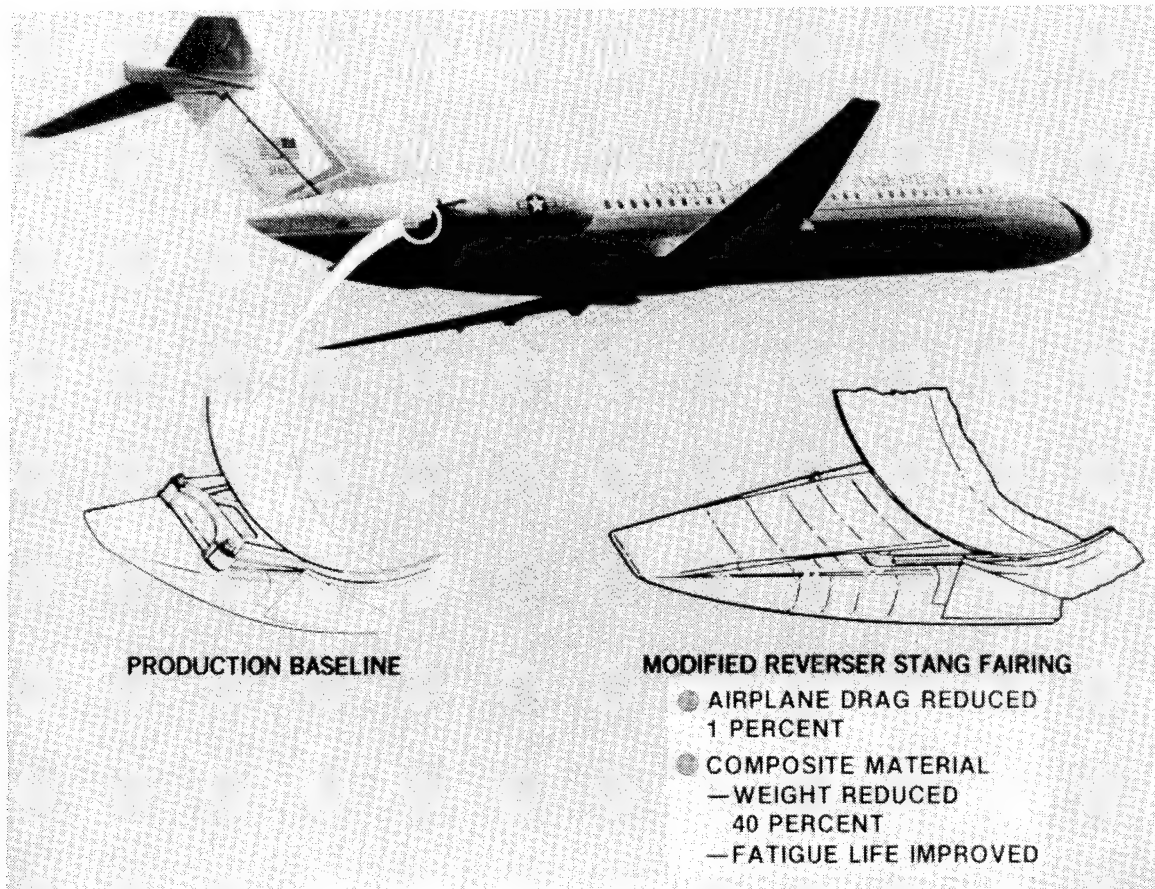 UNITED
PRODUCTION BASELINE
MODIFIED REVERSER STANG FAIRING
AIRPLANE DRAG REDUCED
1 PERCENT
COMPOSITE MATERIAL
—WEIGHT REDUCED
40 PERCENT
—FATIGUE LIFE IMPROVED